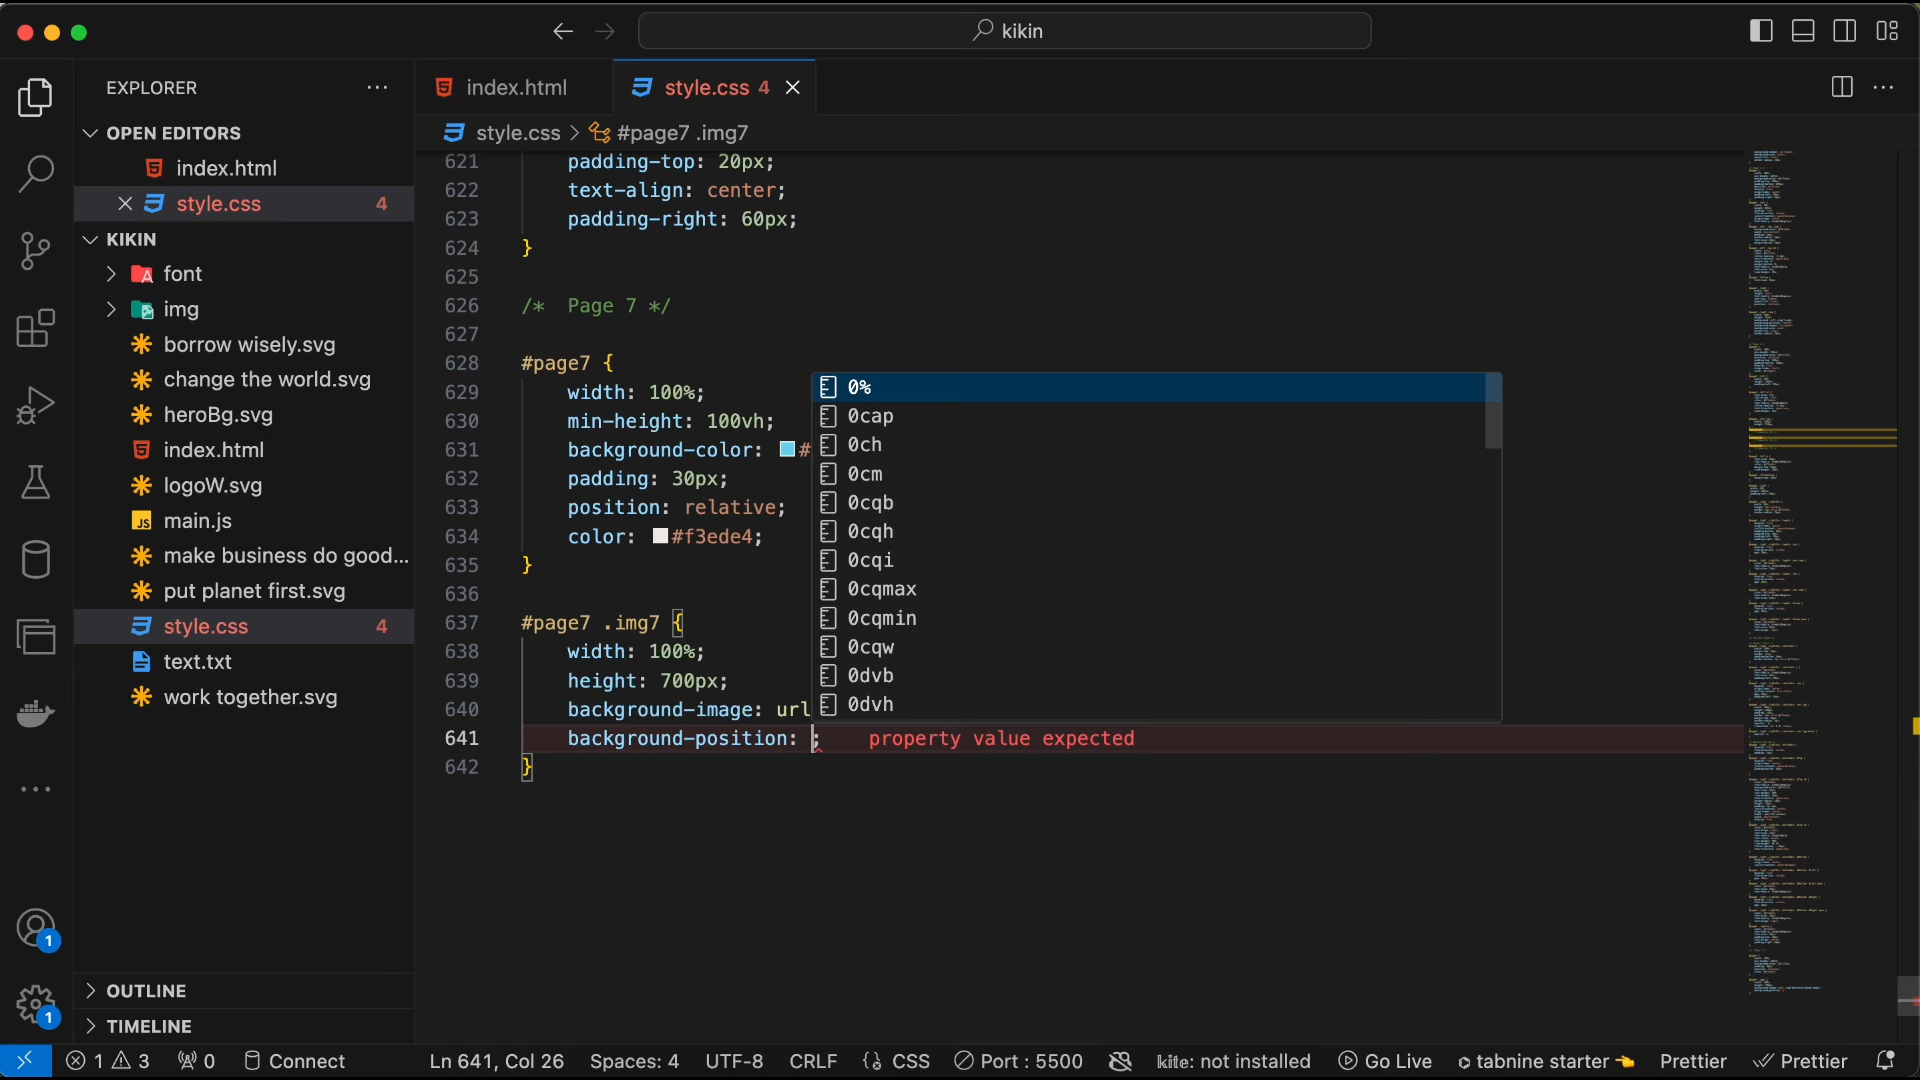 kikin
EXPLORER
index.html
style.css 4
OPEN EDITORS
index.html
style.css 4
KIKIN
font
img
borrow wisely.svg
change the world.svg
heroBg.svg
index.html
logoW.svg
main.js
make business do good...
put planet first.svg
style.css 4
text.txt
work together.svg
OUTLINE
TIMELINE
style.css > #page7 .img7
621 padding-top: 20px;
622 text-align: center;
623 padding-right: 60px;
624 }
625
626 /*  Page 7 */
627
628 #page7 {
629 width: 100%;
630 min-height: 100vh;
631 background-color: #
632 padding: 30px;
633 position: relative;
634 color: #f3ede4;
635 }
636
637 #page7 .img7 {
638 width: 100%;
639 height: 700px;
640 background-image: url
641 background-position: ; property value expected
642 }
0%
0cap
0ch
0cm
0cqb
0cqh
0cqi
0cqmax
0cqmin
0cqw
0dvb
0dvh
1
1
1 3 0 Connect Ln 641, Col 26 Spaces: 4 UTF-8 CRLF {} CSS Port : 5500 kite: not installed Go Live tabnine starter Prettier Prettier